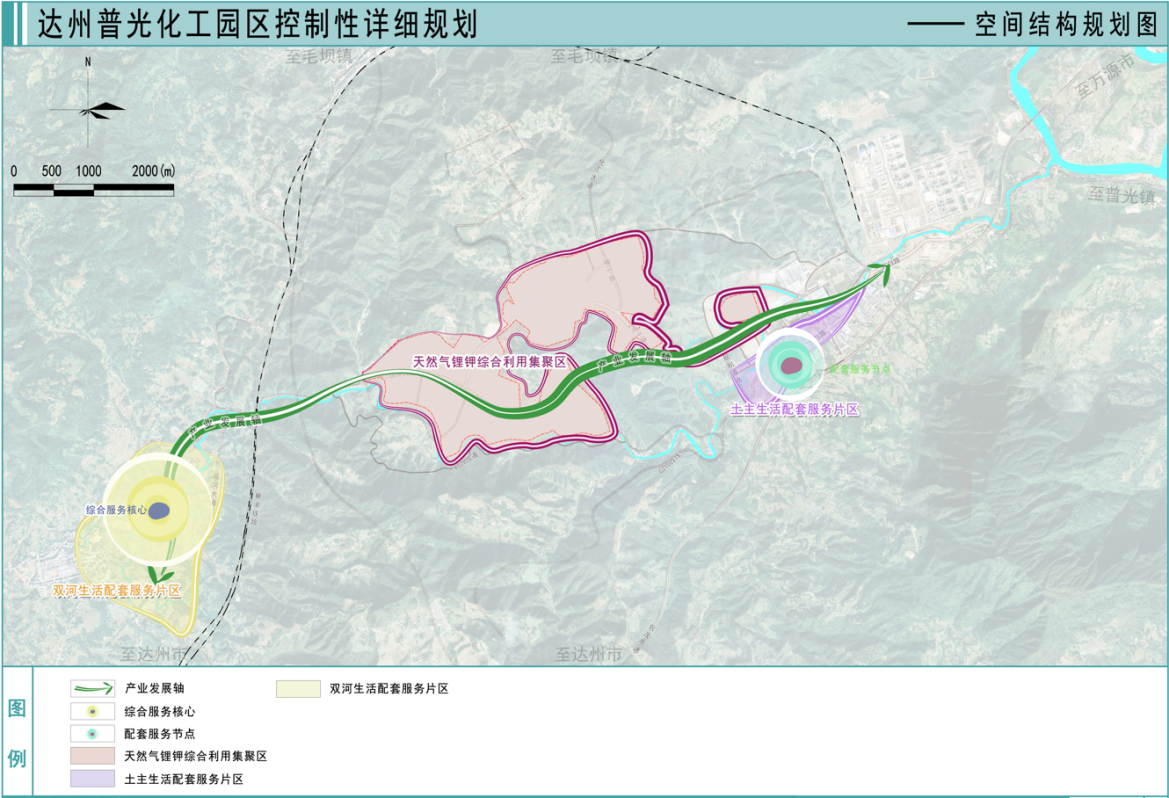 达州普光化工园区控制性详细规划
空间结构规划图
至毛坝镇
至毛坝镇
至万源市
N
0 500 1000 2000(m)
至普光镇
天然气锂钾综合利用集聚区
产业发展轴
配套服务节点
土主生活配套服务片区
产业发展轴
综合服务核心
双河生活配套服务片区
至达州市
至达州市
图例
产业发展轴
双河生活配套服务片区
综合服务核心
配套服务节点
天然气锂钾综合利用集聚区
土主生活配套服务片区